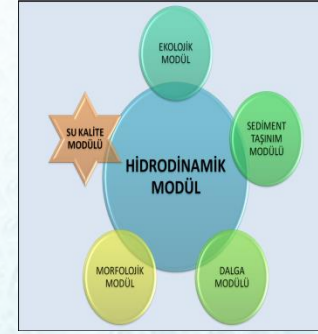 EKOLOJİK
MODÜL
SU KALİTE
MODÜLÜ
SEDİMENT
TAŞINIM
MODÜLÜ
HİDRODİNAMİK
MODÜL
MORFOLOJİK
MODÜL
DALGA
MODÜLÜ